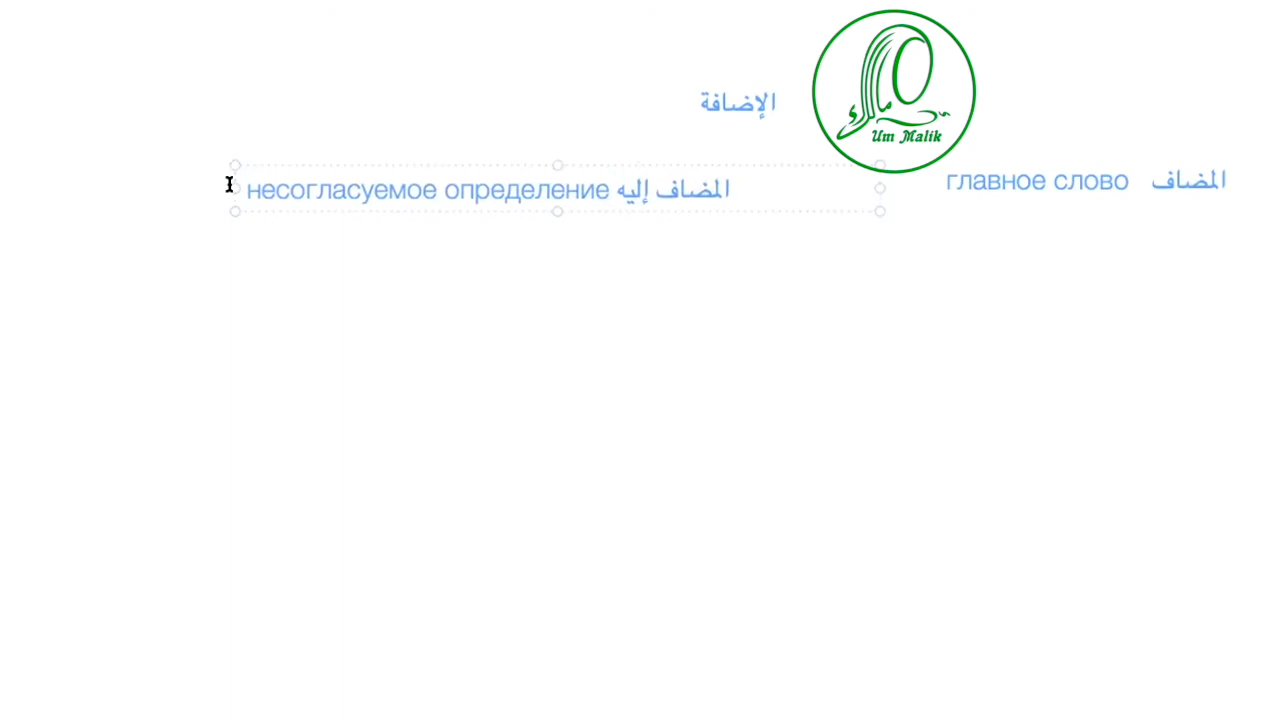 الإضافة
Um Malik
главное слово المضاف
несогласуемое определение المضاف إليه